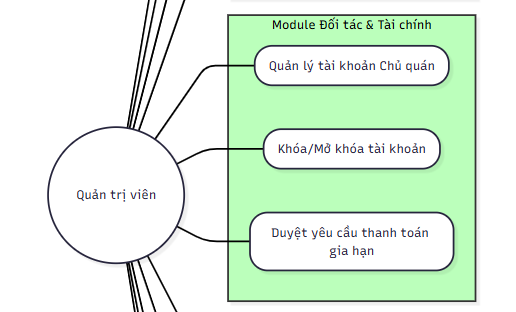 Module Đối tác & Tài chính
Quản lý tài khoản Chủ quán
Khóa/Mở khóa tài khoản
Quản trị viên
Duyệt yêu cầu thanh toán
gia hạn